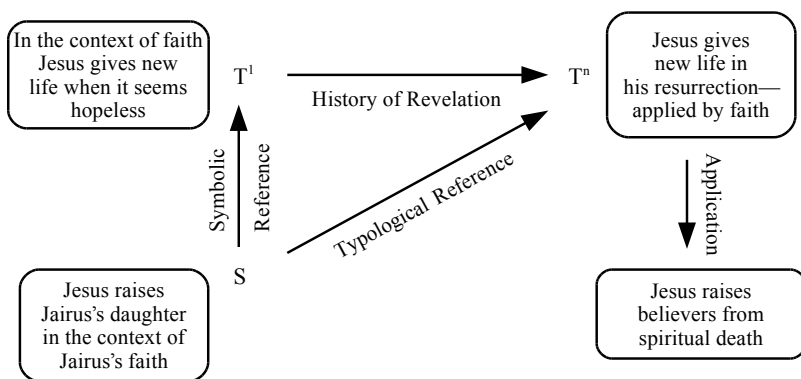 In the context of faith
Jesus gives new
life when it seems
hopeless
T¹
History of Revelation
Tⁿ
Jesus gives
new life in
his resurrection—
applied by faith
Symbolic
Reference
Typological Reference
Application
S
Jesus raises
Jairus’s daughter
in the context of
Jairus’s faith
Jesus raises
believers from
spiritual death